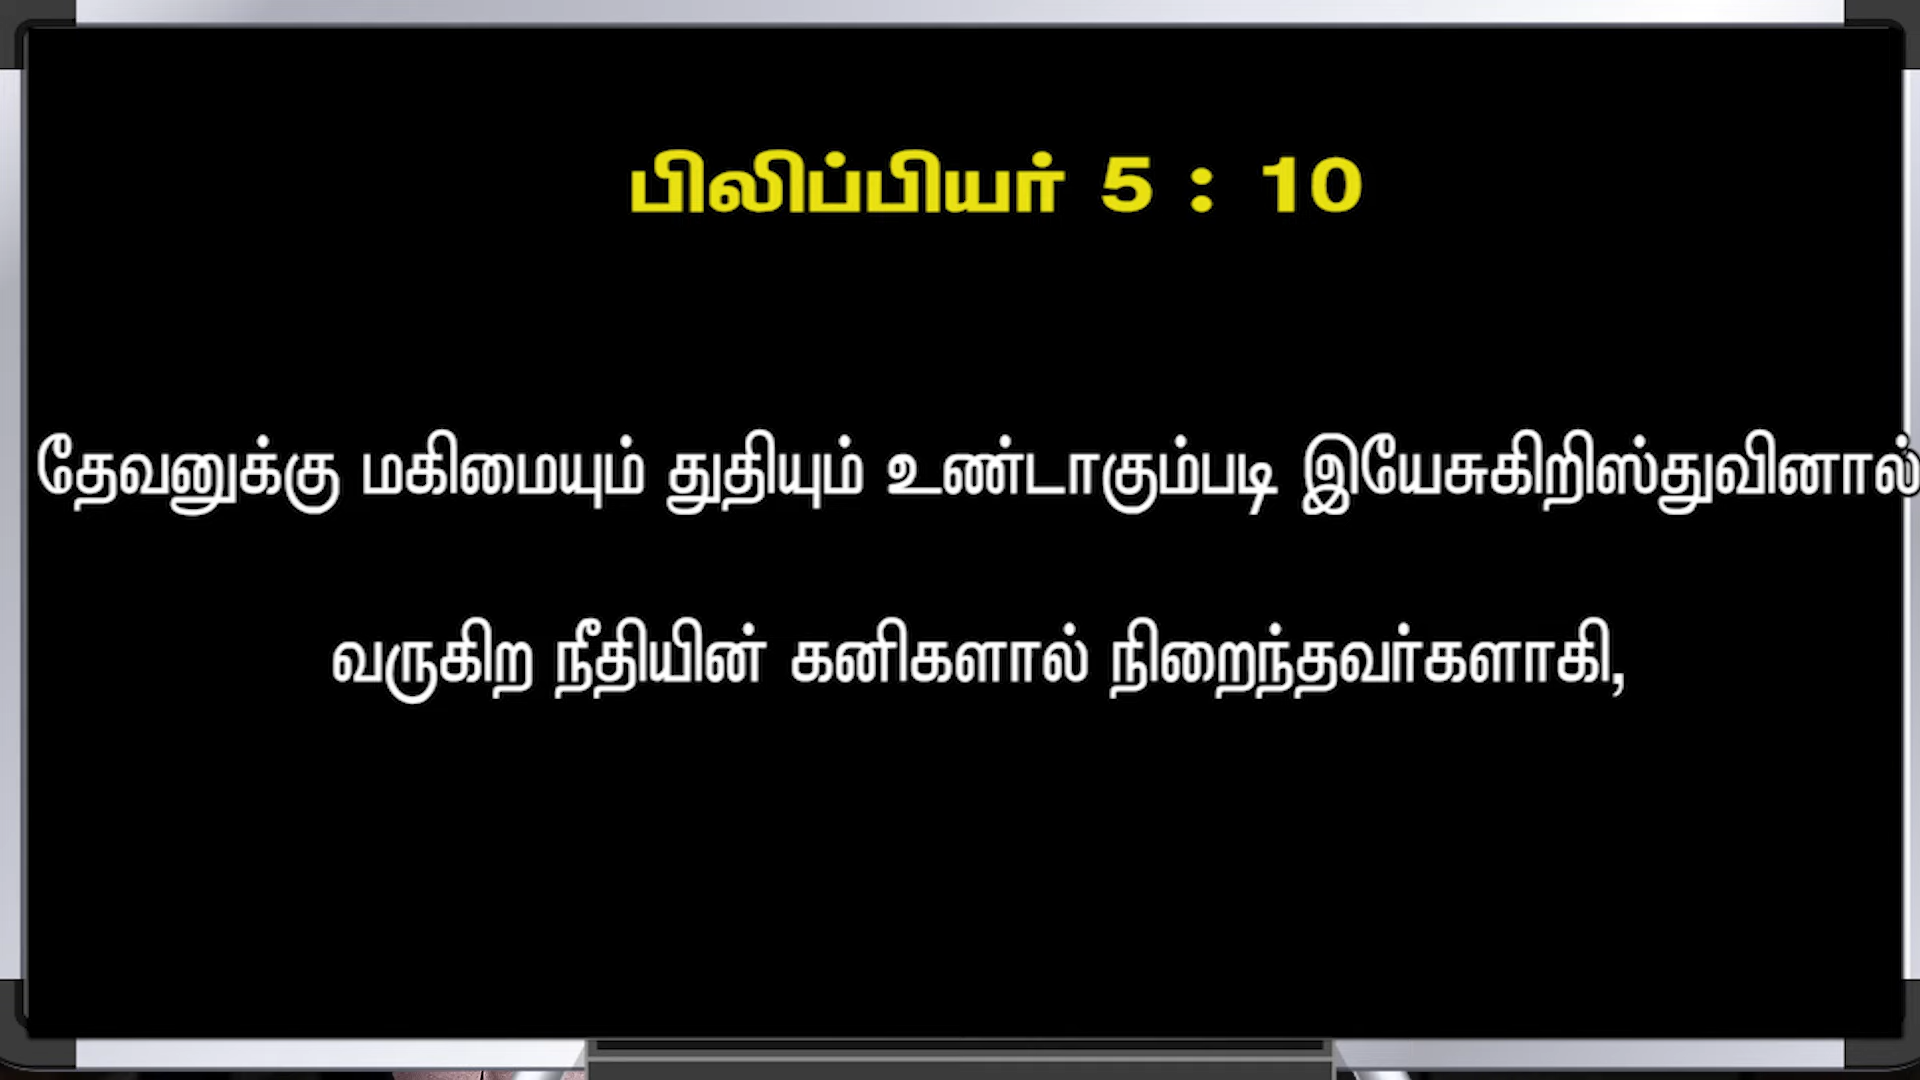 பிலிப்பியர் 5 : 10
தேவனுக்கு மகிமையும் துதியும் உண்டாகும்படி இயேசுகிறிஸ்துவினால்
வருகிற நீதியின் கனிகளால் நிறைந்தவர்களாகி,